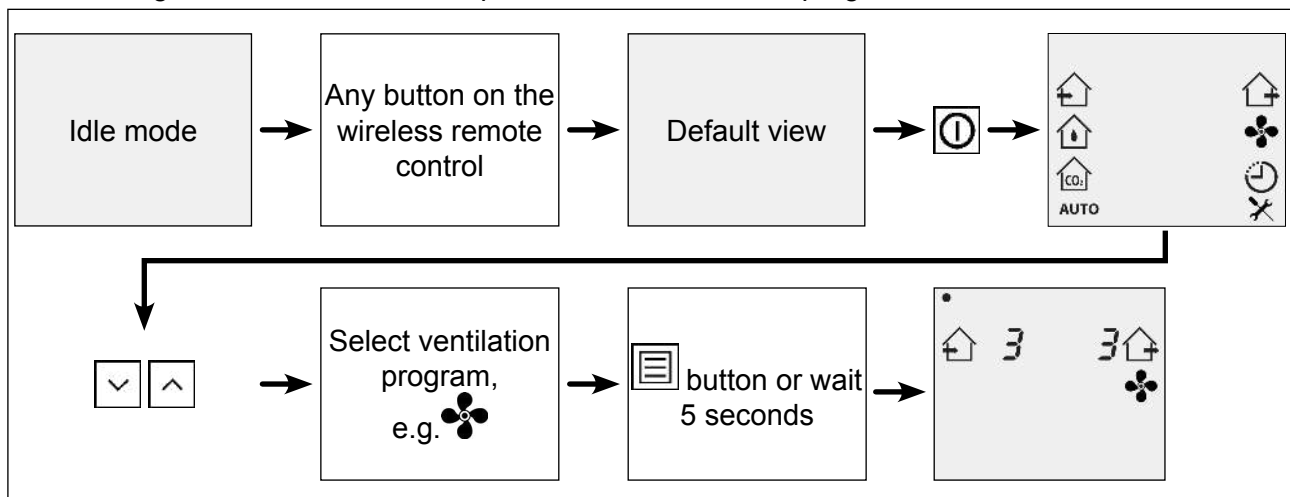 Idle mode
Any button on the
wireless remote
control
Default view
CO₂
AUTO
Select ventilation
program,
e.g.
button or wait
5 seconds
3 3